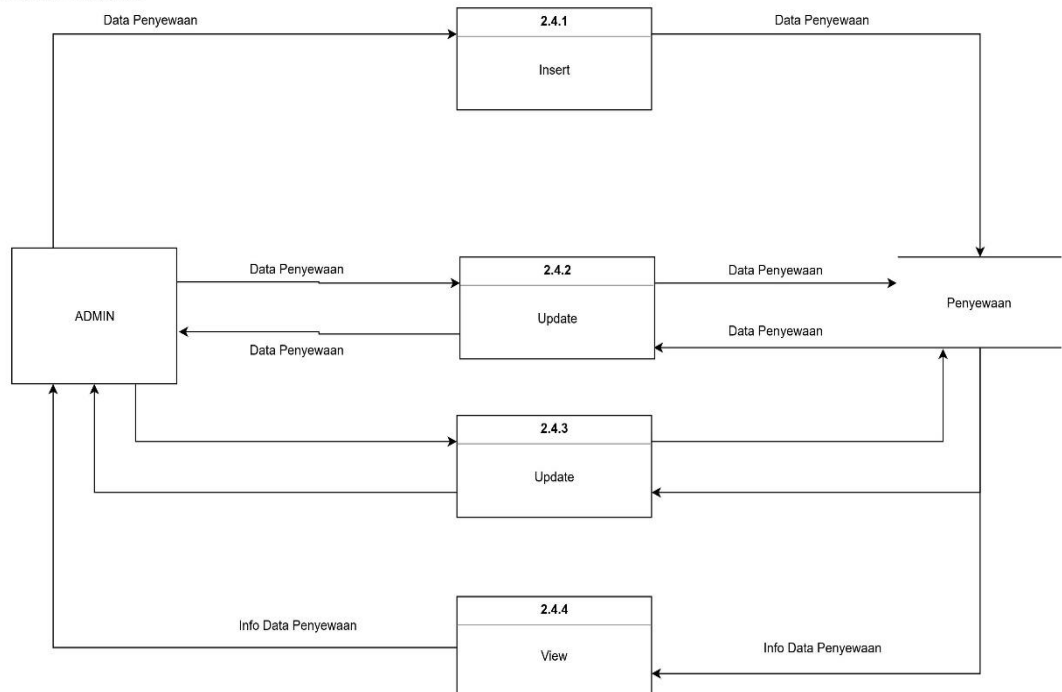 Data Penyewaan
2.4.1
Data Penyewaan
Insert
Data Penyewaan
2.4.2
Data Penyewaan
ADMIN
Update
Penyewaan
Data Penyewaan
Data Penyewaan
2.4.3
Update
2.4.4
Info Data Penyewaan
View
Info Data Penyewaan